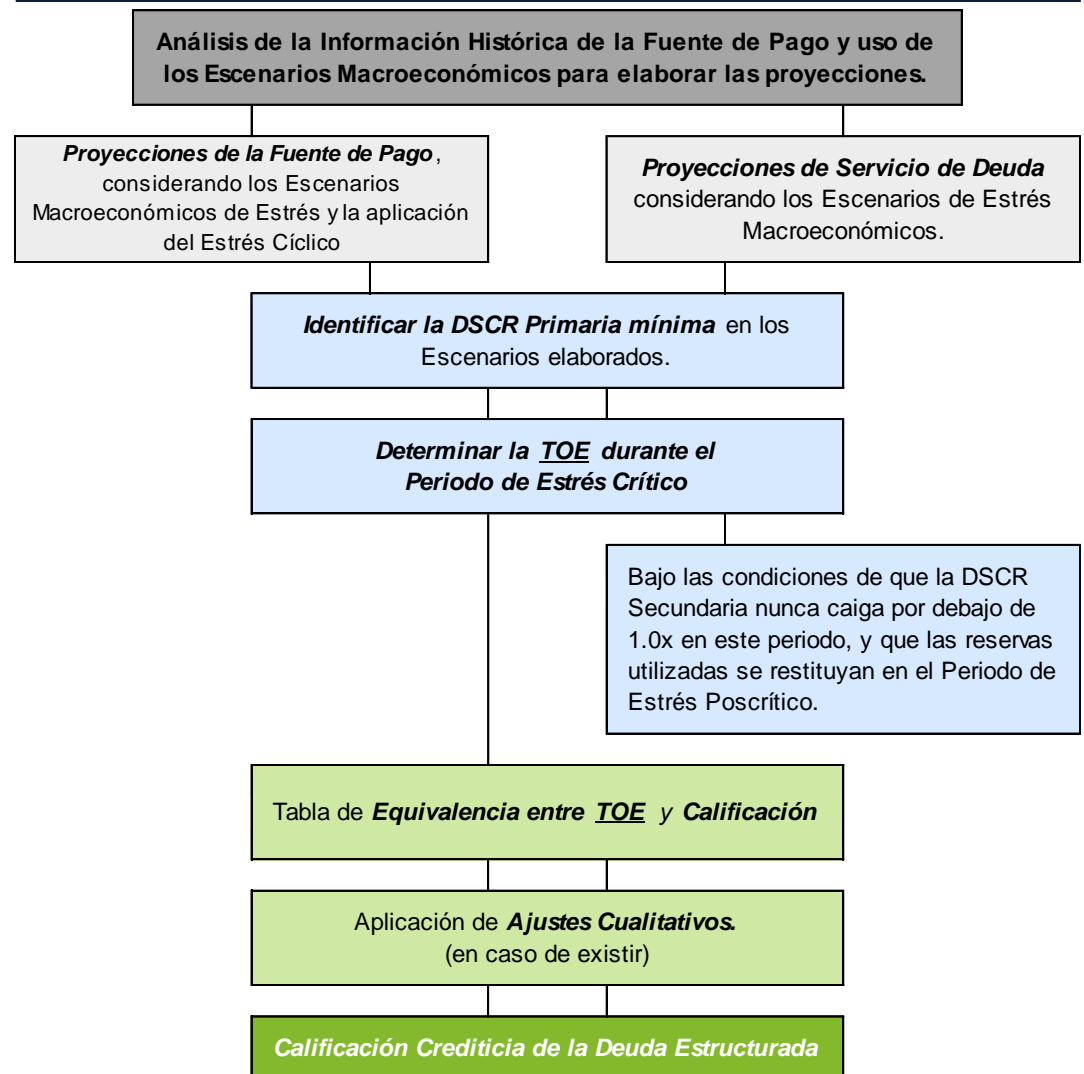 Análisis de la Información Histórica de la Fuente de Pago y uso de
los Escenarios Macroeconómicos para elaborar las proyecciones.
Proyecciones de la Fuente de Pago,
considerando los Escenarios
Macroeconómicos de Estrés y la aplicación
del Estrés Cíclico
Proyecciones de Servicio de Deuda
considerando los Escenarios de Estrés
Macroeconómicos.
Identificar la DSCR Primaria mínima en los
Escenarios elaborados.
Determinar la TOE durante el
Periodo de Estrés Crítico
Bajo las condiciones de que la DSCR
Secundaria nunca caiga por debajo de
1.0x en este periodo, y que las reservas
utilizadas se restituyan en el Periodo de
Estrés Poscrítico.
Tabla de Equivalencia entre TOE y Calificación
Aplicación de Ajustes Cualitativos.
(en caso de existir)
Calificación Crediticia de la Deuda Estructurada